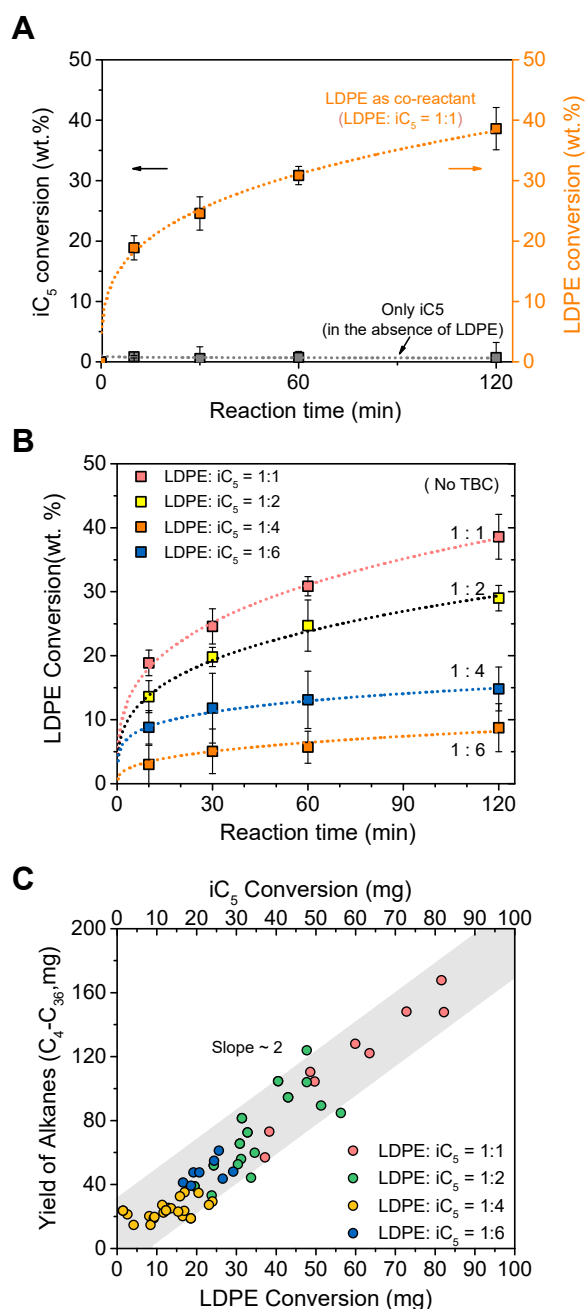 A
50
40
30
20
10
0
iC5 conversion (wt.%)
LDPE as co-reactant
(LDPE: iC5 = 1:1)
Only iC5
(in the absence of LDPE)
50
40
30
20
10
0
LDPE conversion (wt.%)
0 60 120
Reaction time (min)
B
50
40
30
20
10
0
LDPE Conversion(wt. %)
LDPE: iC5 = 1:1
LDPE: iC5 = 1:2
LDPE: iC5 = 1:4
LDPE: iC5 = 1:6
( No TBC)
1 : 1
1 : 2
1 : 4
1 : 6
0 30 60 90 120
Reaction time (min)
C
iC5 Conversion (mg)
0 10 20 30 40 50 60 70 80 90 100
200
160
120
80
40
0
Yield of Alkanes (C4-C36,mg)
Slope ~ 2
LDPE: iC5 = 1:1
LDPE: iC5 = 1:2
LDPE: iC5 = 1:4
LDPE: iC5 = 1:6
0 10 20 30 40 50 60 70 80 90 100
LDPE Conversion (mg)